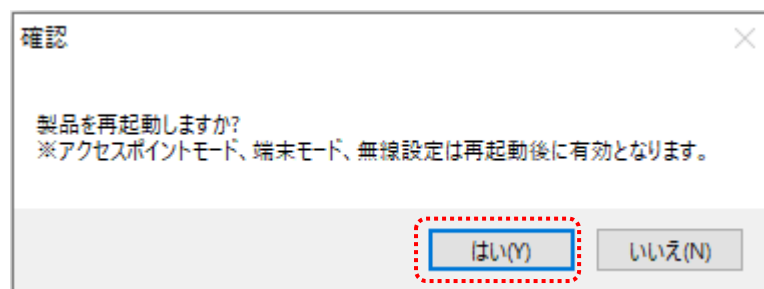 確認
製品を再起動しますか?
※アクセスポイントモード、端末モード、無線設定は再起動後に有効となります。
はい(Y)
いいえ(N)